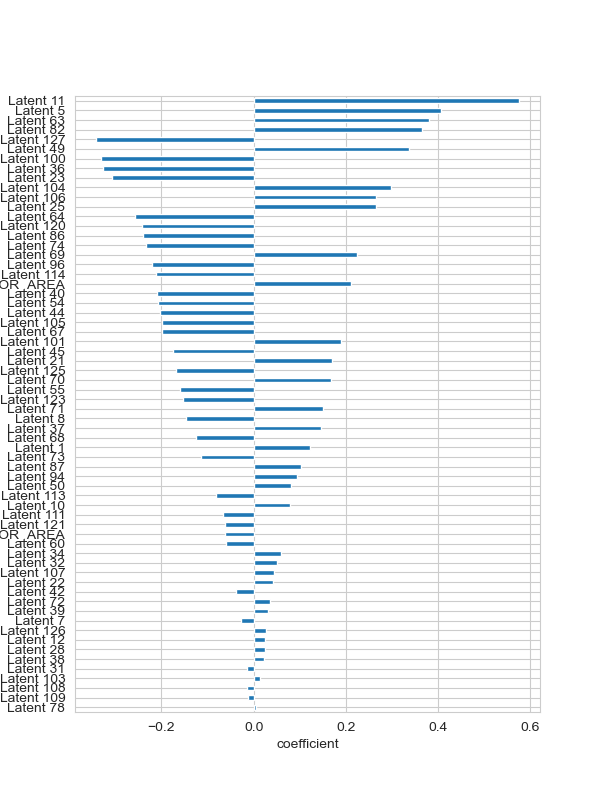 Latent 11
Latent 5
Latent 63
Latent 82
Latent 127
Latent 49
Latent 100
Latent 36
Latent 23
Latent 104
Latent 106
Latent 25
Latent 64
Latent 120
Latent 86
Latent 74
Latent 69
Latent 96
Latent 114
OR_AREA
Latent 40
Latent 54
Latent 44
Latent 105
Latent 67
Latent 101
Latent 45
Latent 21
Latent 125
Latent 70
Latent 55
Latent 123
Latent 71
Latent 8
Latent 37
Latent 68
Latent 1
Latent 73
Latent 87
Latent 94
Latent 50
Latent 113
Latent 10
Latent 111
Latent 121
OR_AREA
Latent 60
Latent 34
Latent 32
Latent 107
Latent 22
Latent 42
Latent 72
Latent 39
Latent 7
Latent 126
Latent 12
Latent 28
Latent 38
Latent 31
Latent 103
Latent 108
Latent 109
Latent 78
−0.2 0.0 0.2 0.4 0.6
coefficient